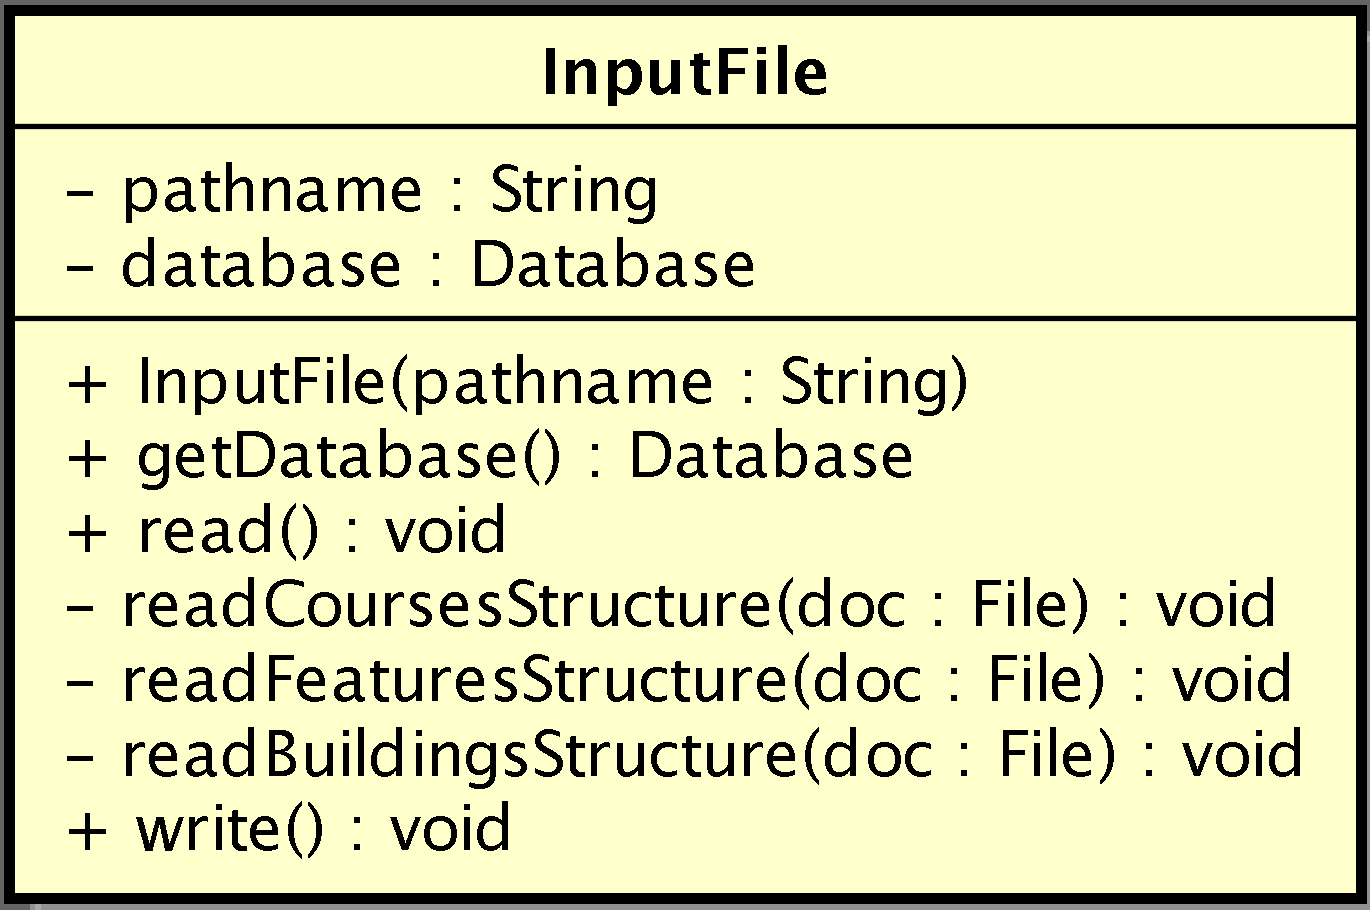 InputFile
– pathname : String
– database : Database
+ InputFile(pathname : String)
+ getDatabase() : Database
+ read() : void
– readCoursesStructure(doc : File) : void
– readFeaturesStructure(doc : File) : void
– readBuildingsStructure(doc : File) : void
+ write() : void